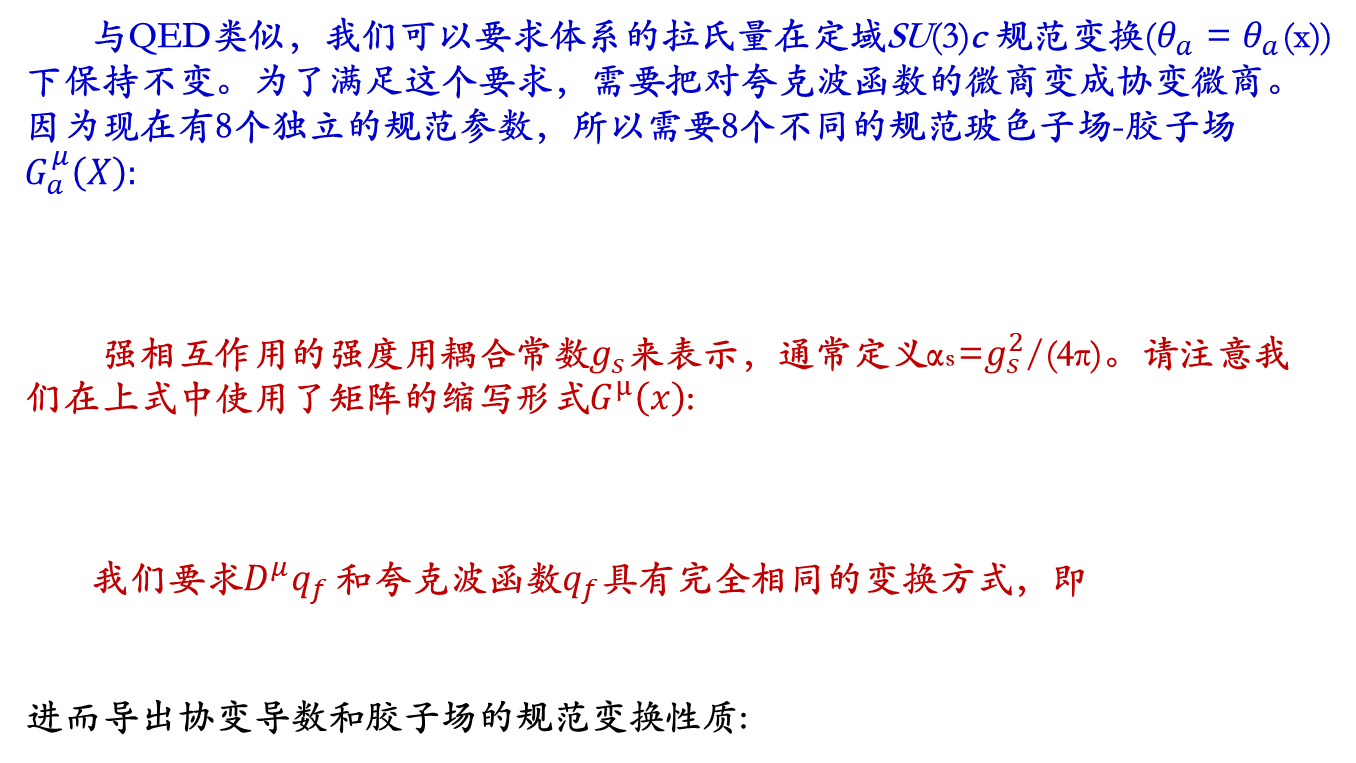 与QED类似，我们可以要求体系的拉氏量在定域SU(3)c 规范变换(θₐ = θₐ(x))
下保持不变。为了满足这个要求，需要把对夸克波函数的微商变成协变微商。
因为现在有8个独立的规范参数，所以需要8个不同的规范玻色子场-胶子场
$G_a^\mu(X)$:
强相互作用的强度用耦合常数$g_s$来表示，通常定义αs=$g_s^2$/(4π)。请注意我
们在上式中使用了矩阵的缩写形式$G^μ(x)$:
我们要求$D^\mu q_f$ 和夸克波函数$q_f$具有完全相同的变换方式，即
进而导出协变导数和胶子场的规范变换性质: